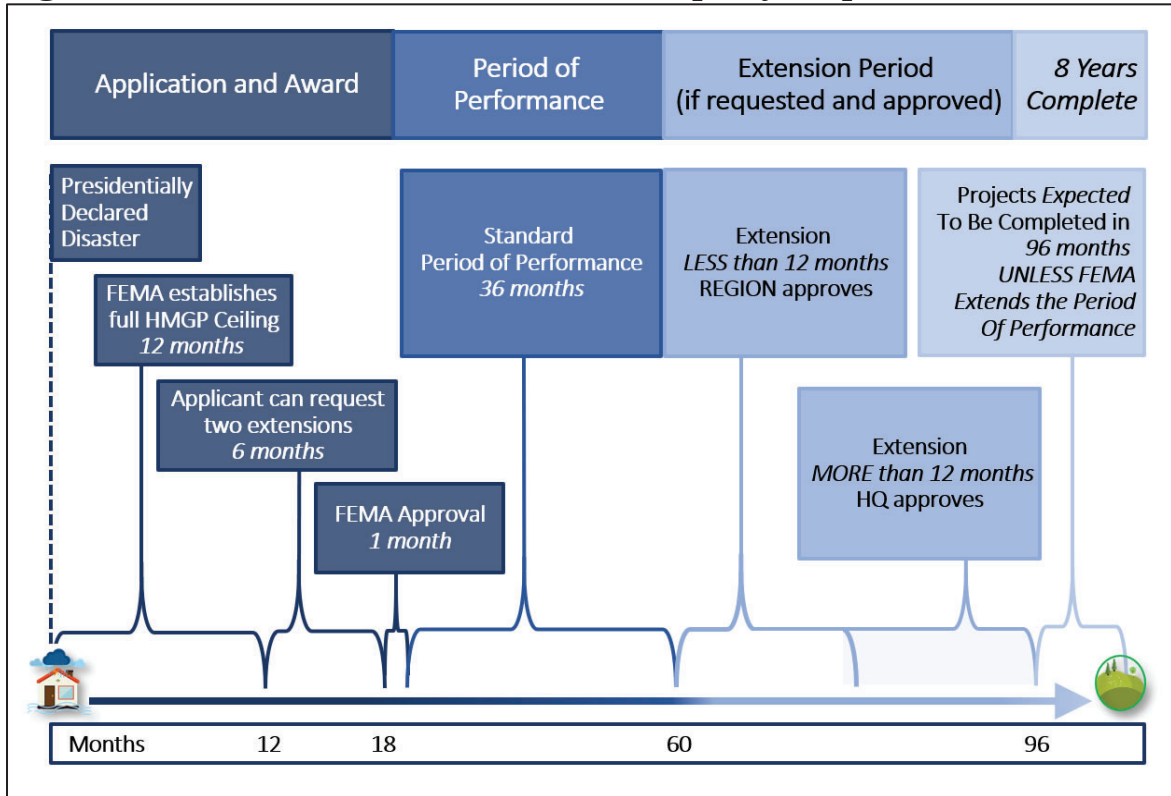 Application and Award
Period of
Performance
Extension Period
(if requested and approved)
8 Years
Complete
Presidentially
Declared
Disaster
FEMA establishes
full HMGP Ceiling
12 months
Applicant can request
two extensions
6 months
FEMA Approval
1 month
Standard
Period of Performance
36 months
Extension
LESS than 12 months
REGION approves
Extension
MORE than 12 months
HQ approves
Projects Expected
To Be Completed in
96 months
UNLESS FEMA
Extends the Period
Of Performance
Months 12 18 60 96